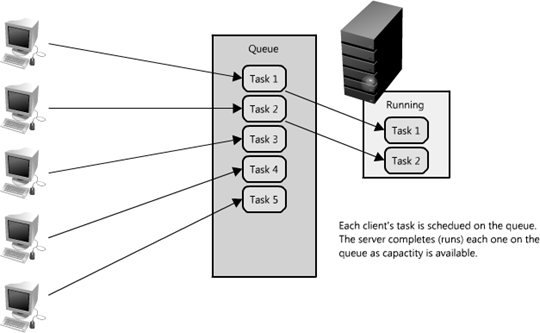 Queue
Task 1
Task 2
Task 3
Task 4
Task 5
Running
Task 1
Task 2
Each client's task is schedued on the queue.
The server completes (runs) each one on the
queue as capactity is available.